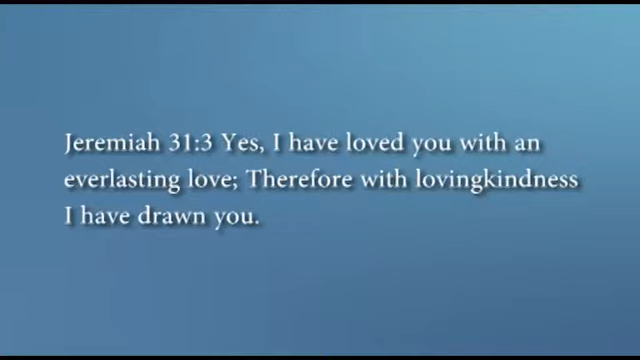 Jeremiah 31:3 Yes, I have loved you with an
everlasting love; Therefore with lovingkindness
I have drawn you.